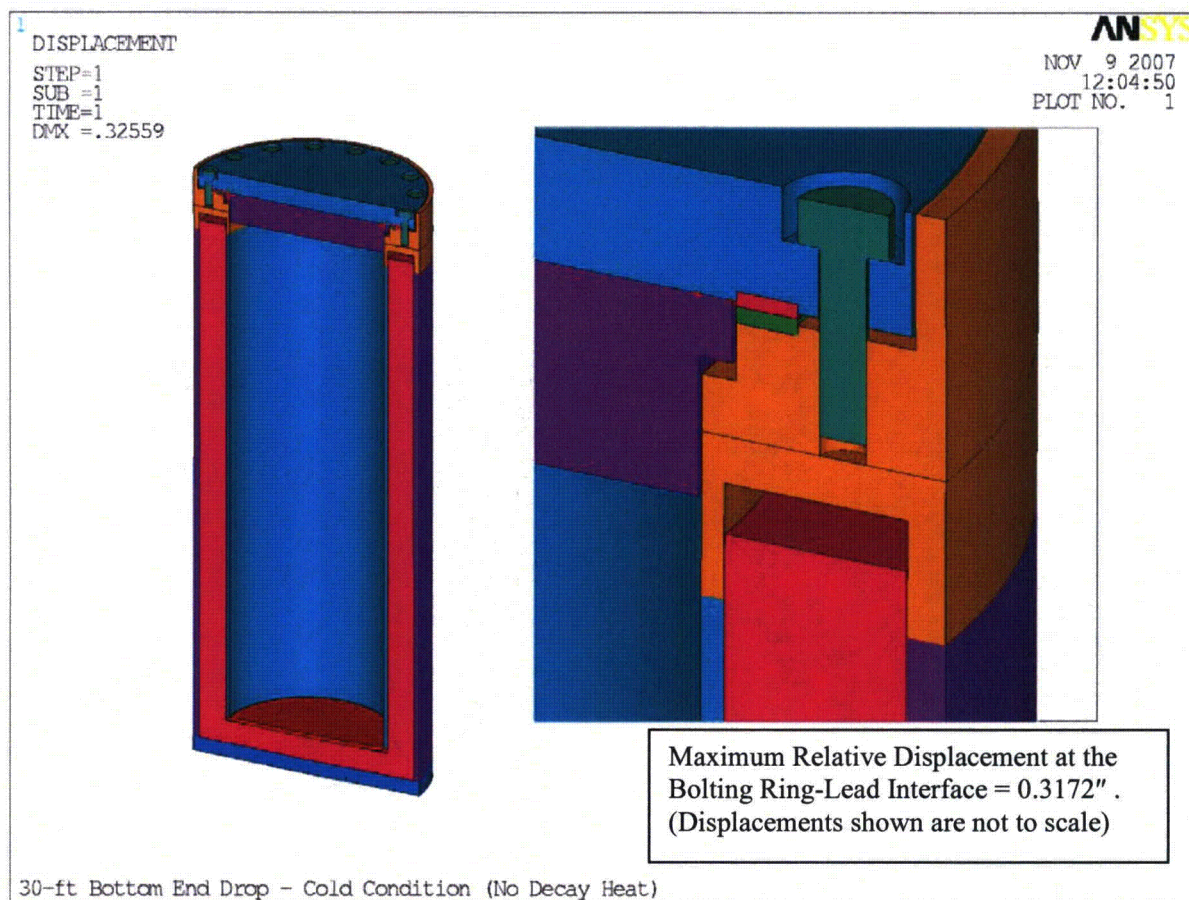 1
DISPLACEMENT
STEP=1
SUB =1
TIME=1
DMX =.32559
ANSYS
NOV 9 2007
12:04:50
PLOT NO. 1
Maximum Relative Displacement at the
Bolting Ring-Lead Interface = 0.3172″ .
(Displacements shown are not to scale)
30-ft Bottom End Drop - Cold Condition (No Decay Heat)